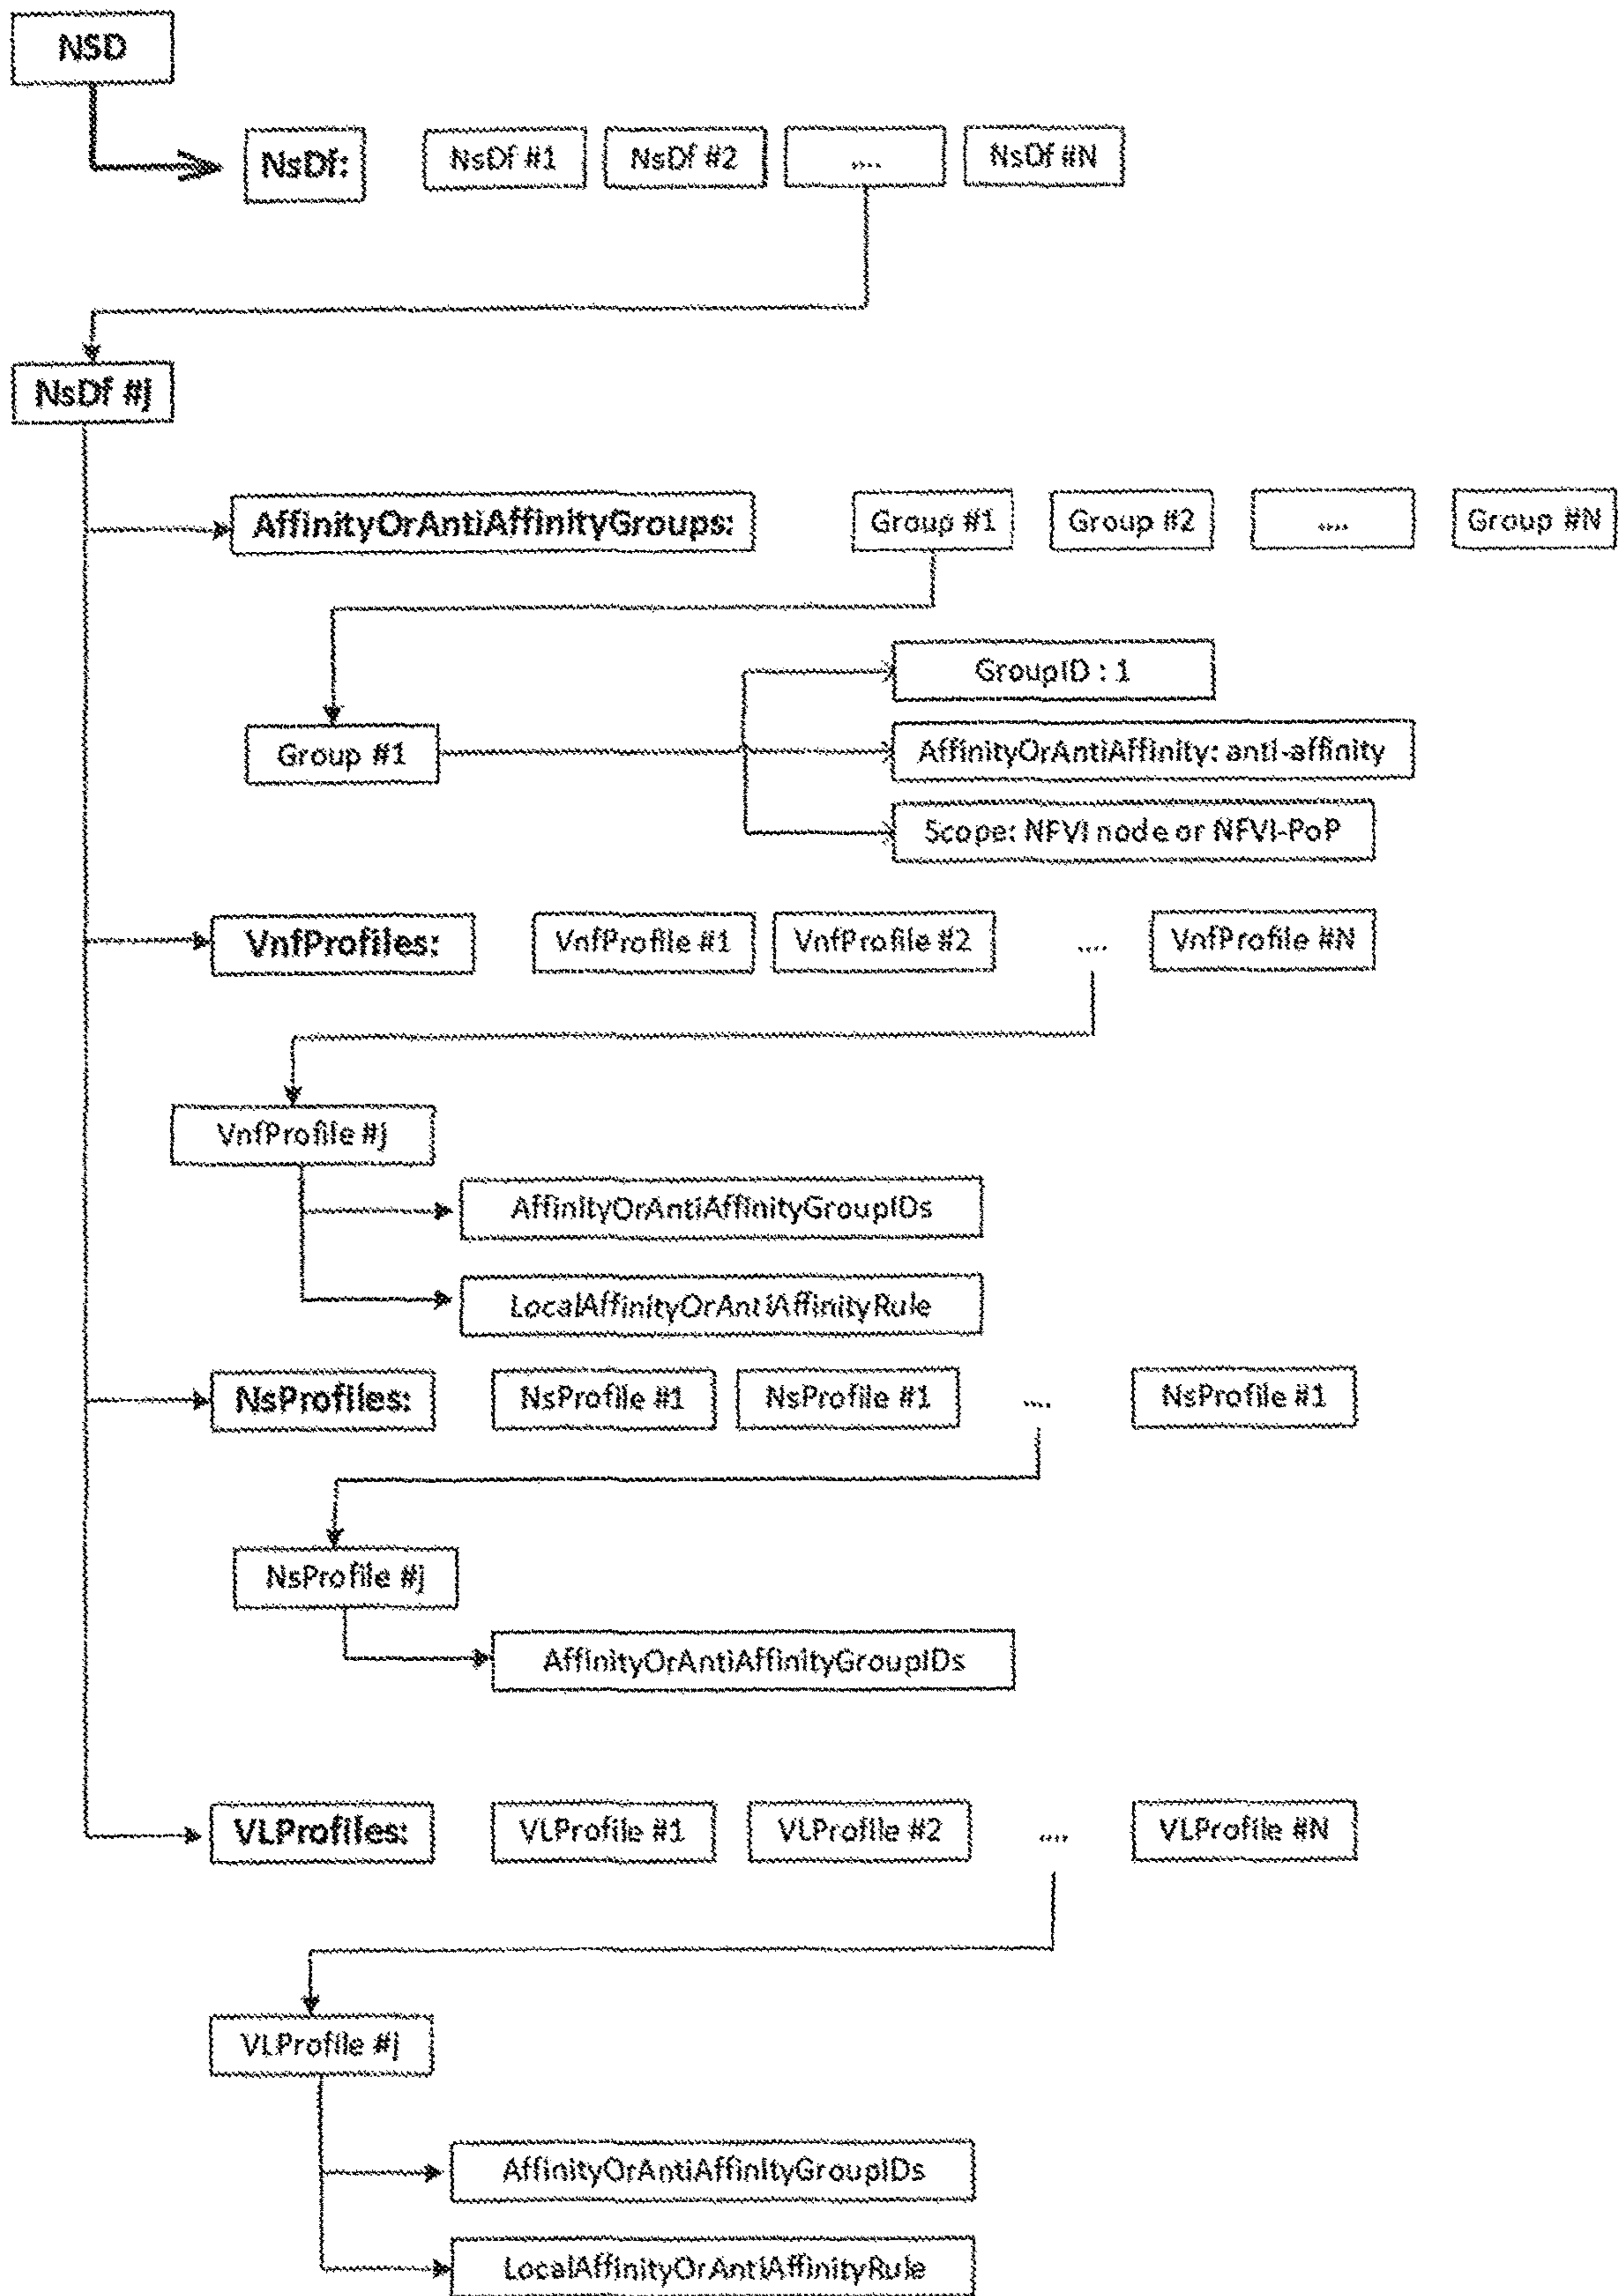 NSD
NsDf: NsDf #1 NsDf #2 .... NsDf #N
NsDf #j
AffinityOrAntiAffinityGroups: Group #1 Group #2 .... Group #N
GroupID : 1
Group #1 AffinityOrAntiAffinity: anti-affinity
Scope: NFVI node or NFVI-PoP
VnfProfiles: VnfProfile #1 VnfProfile #2 .... VnfProfile #N
VnfProfile #j
AffinityOrAntiAffinityGroupIDs
LocalAffinityOrAntiAffinityRule
NsProfiles: NsProfile #1 NsProfile #1 .... NsProfile #1
NsProfile #j
AffinityOrAntiAffinityGroupIDs
VLProfiles: VLProfile #1 VLProfile #2 .... VLProfile #N
VLProfile #j
AffinityOrAntiAffinityGroupIDs
LocalAffinityOrAntiAffinityRule